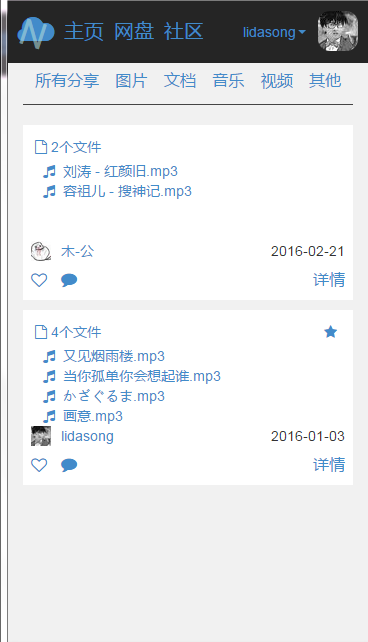 主页 网盘 社区 lidasong
所有分享 图片 文档 音乐 视频 其他
2个文件
刘涛 - 红颜旧.mp3
容祖儿 - 搜神记.mp3
木-公 2016-02-21
详情
4个文件
又见烟雨楼.mp3
当你孤单你会想起谁.mp3
かざぐるま.mp3
画意.mp3
lidasong 2016-01-03
详情